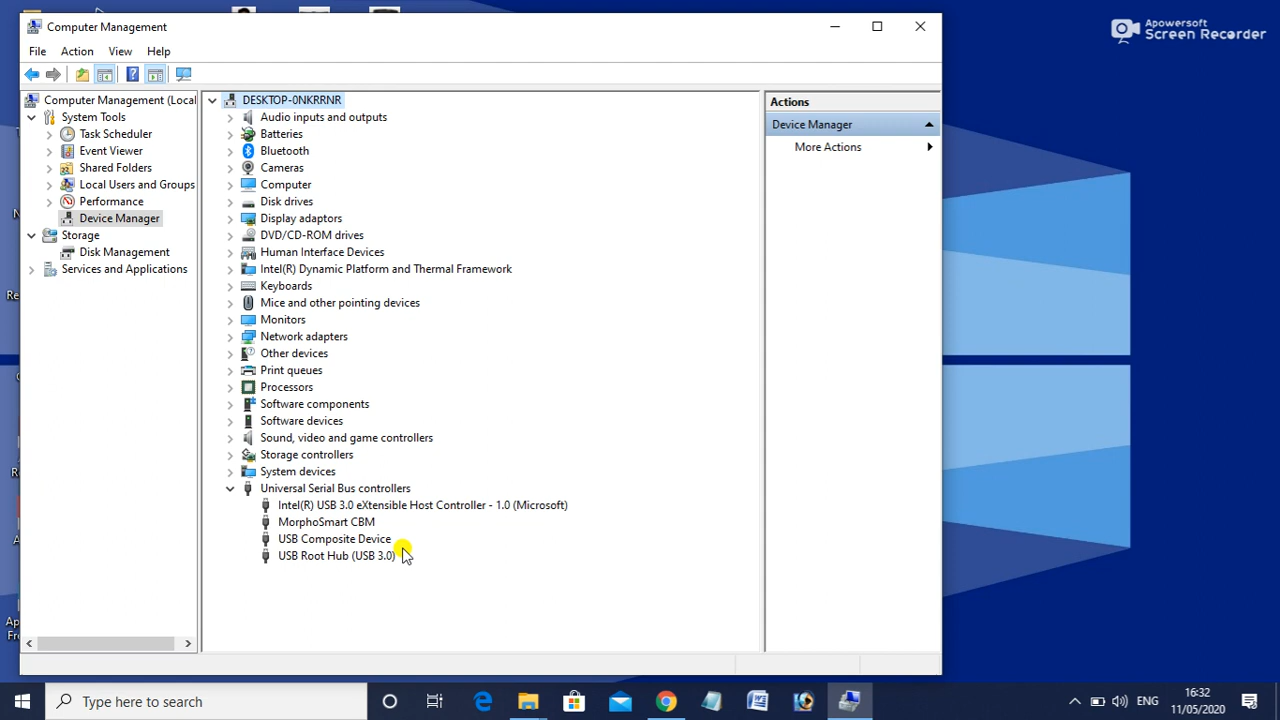 Computer Management
Apowersoft
Screen Recorder
File Action View Help
Computer Management (Local
System Tools
Task Scheduler
Event Viewer
Shared Folders
Local Users and Groups
Performance
Device Manager
Storage
Disk Management
Services and Applications
DESKTOP-0NKRRNR
Audio inputs and outputs
Batteries
Bluetooth
Cameras
Computer
Disk drives
Display adaptors
DVD/CD-ROM drives
Human Interface Devices
Intel(R) Dynamic Platform and Thermal Framework
Keyboards
Mice and other pointing devices
Monitors
Network adapters
Other devices
Print queues
Processors
Software components
Software devices
Sound, video and game controllers
Storage controllers
System devices
Universal Serial Bus controllers
Intel(R) USB 3.0 eXtensible Host Controller - 1.0 (Microsoft)
MorphoSmart CBM
USB Composite Device
USB Root Hub (USB 3.0)
Actions
Device Manager
More Actions
Type here to search
ENG
16:32
11/05/2020